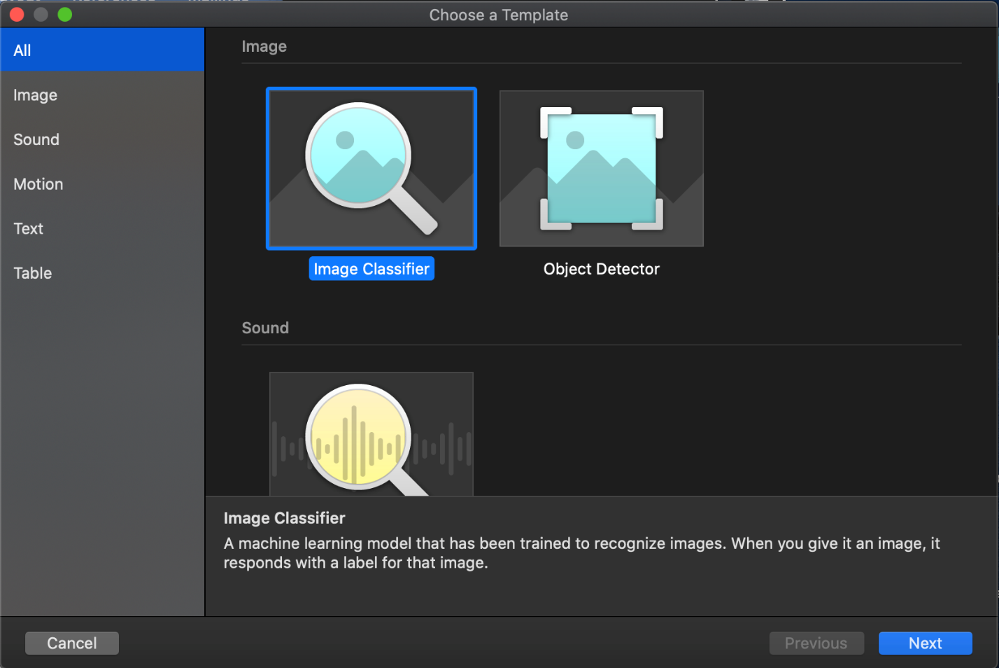 Choose a Template
All
Image
Sound
Motion
Text
Table
Image
Image Classifier
Object Detector
Sound
Image Classifier
A machine learning model that has been trained to recognize images. When you give it an image, it
responds with a label for that image.
Cancel
Previous
Next